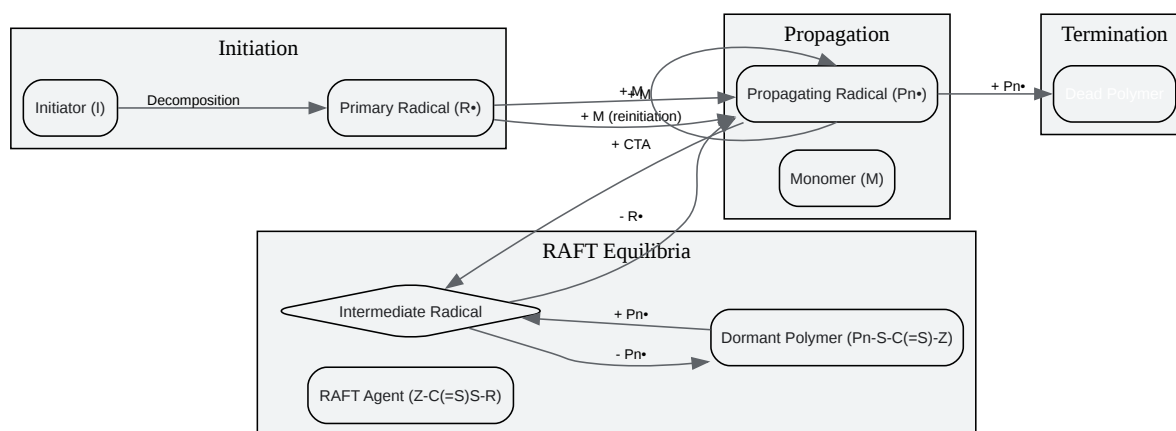 Initiation
Initiator (I)
Decomposition
Primary Radical (R•)
+ M
+ M
+ M (reinitiation)
Propagation
Propagating Radical (Pn•)
Monomer (M)
+ Pn•
Termination
Dead Polymer
+ CTA
- R•
RAFT Equilibria
Intermediate Radical
+ Pn•
- Pn•
Dormant Polymer (Pn-S-C(=S)-Z)
RAFT Agent (Z-C(=S)S-R)